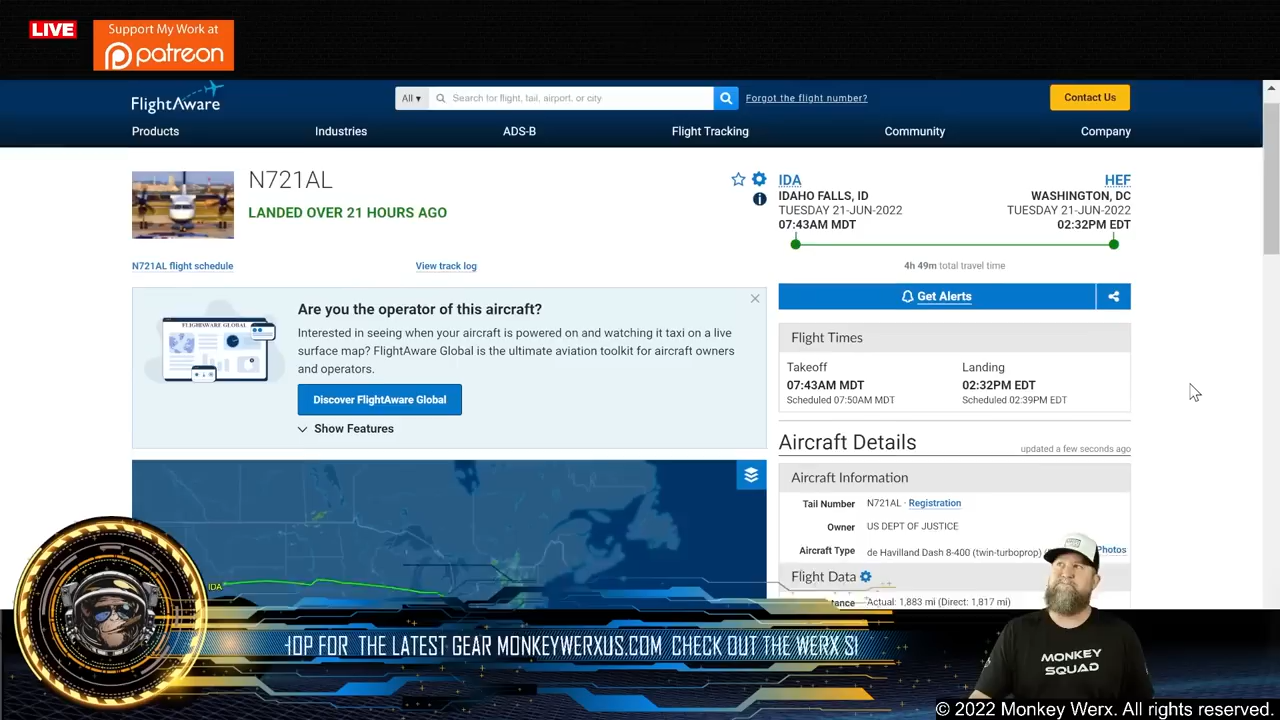 LIVE
Support My Work at
patreon
FlightAware
All ▾
Search for flight, tail, airport, or city
Forgot the flight number?
Contact Us
Products
Industries
ADS-B
Flight Tracking
Community
Company
N721AL
LANDED OVER 21 HOURS AGO
N721AL flight schedule
View track log
IDA
HEF
IDAHO FALLS, ID
WASHINGTON, DC
TUESDAY 21-JUN-2022
TUESDAY 21-JUN-2022
07:43AM MDT
02:32PM EDT
4h 49m total travel time
Get Alerts
Are you the operator of this aircraft?
Interested in seeing when your aircraft is powered on and watching it taxi on a live
surface map? FlightAware Global is the ultimate aviation toolkit for aircraft owners
and operators.
Discover FlightAware Global
Show Features
FLIGHTAWARE GLOBAL
Flight Times
Takeoff
Landing
07:43AM MDT
02:32PM EDT
Scheduled 07:50AM MDT
Scheduled 02:39PM EDT
Aircraft Details
updated a few seconds ago
Aircraft Information
Tail Number N721AL · Registration
Owner US DEPT OF JUSTICE
Aircraft Type de Havilland Dash 8-400 (twin-turboprop)
Photos
Flight Data
Actual: 1,883 mi (Direct: 1,817 mi)
IDA
FOR THE LATEST GEAR MONKEYWERXUS.COM CHECK OUT THE WERX
MONKEY
SQUAD
© 2022 Monkey Werx. All rights reserved.